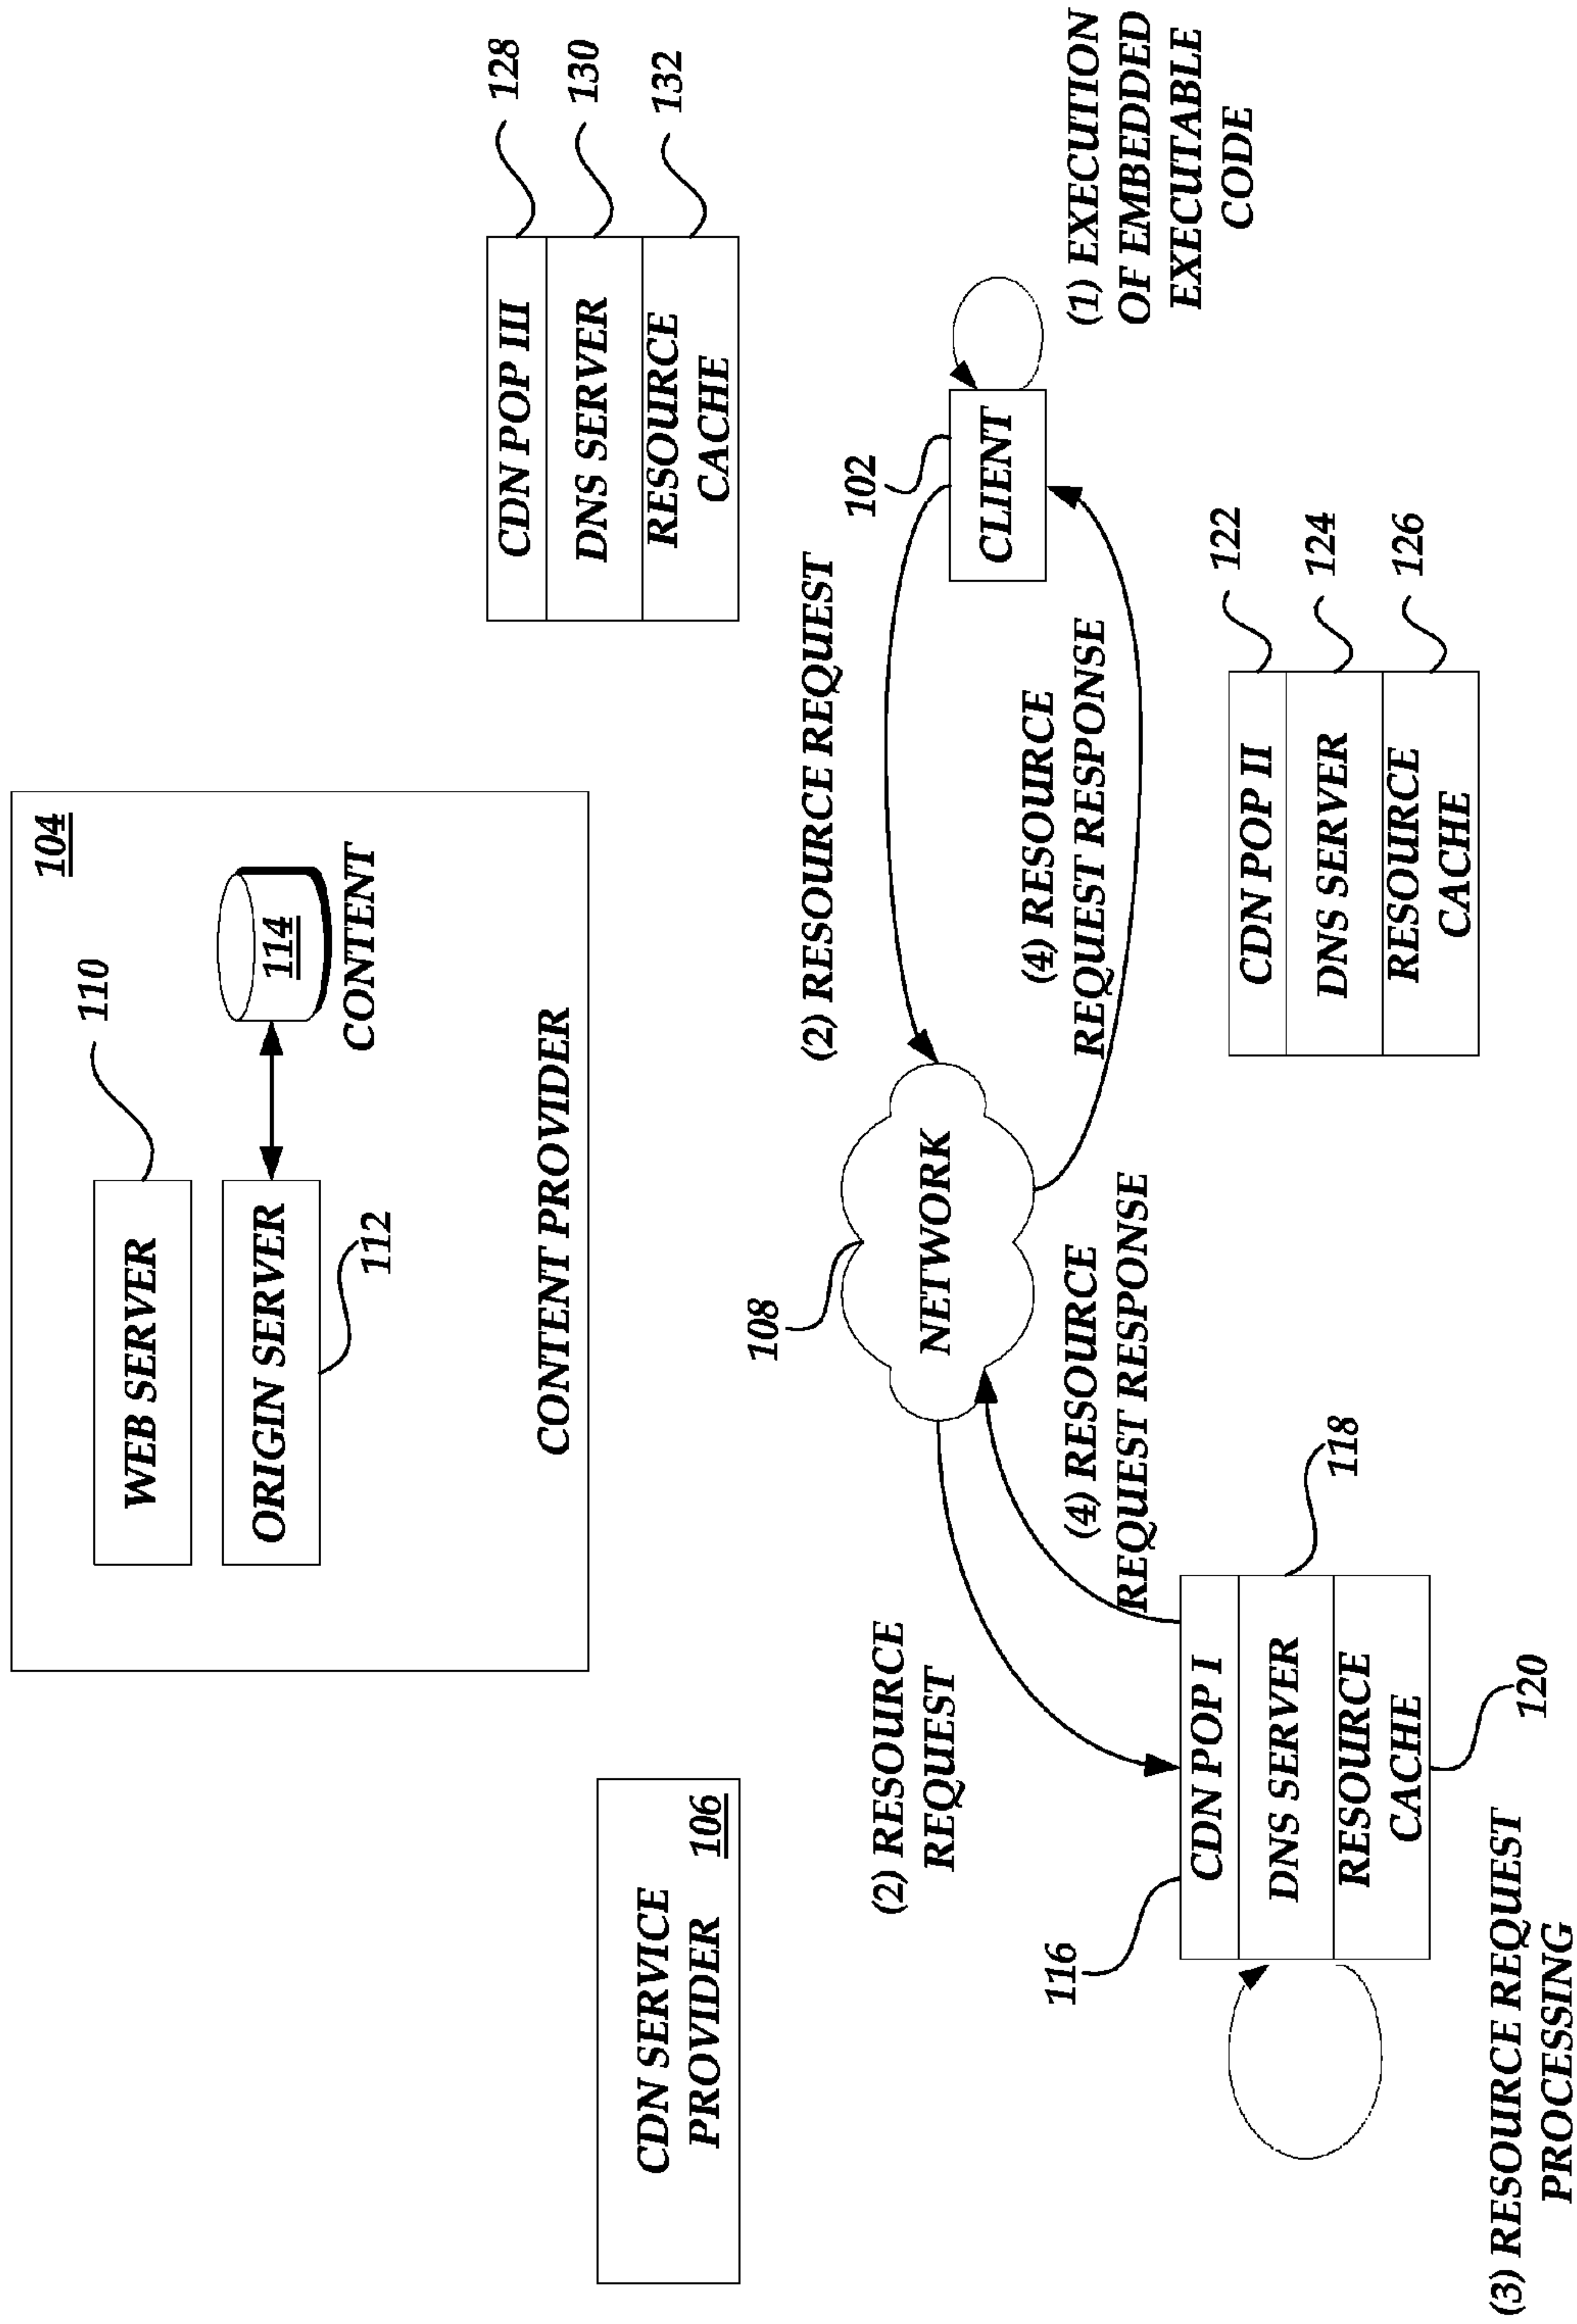 104
WEB SERVER
110
ORIGIN SERVER
112
114
CONTENT
CONTENT PROVIDER
CDN SERVICE
PROVIDER
106
CDN POP III
128
DNS SERVER
130
RESOURCE
CACHE
132
108
NETWORK
(2) RESOURCE REQUEST
102
CLIENT
(1) EXECUTION
OF EMBEDDED
EXECUTABLE
CODE
(4) RESOURCE
REQUEST RESPONSE
(2) RESOURCE
REQUEST
(4) RESOURCE
REQUEST RESPONSE
116
CDN POP I
DNS SERVER
118
RESOURCE
CACHE
120
(3) RESOURCE REQUEST
PROCESSING
CDN POP II
122
DNS SERVER
124
RESOURCE
CACHE
126